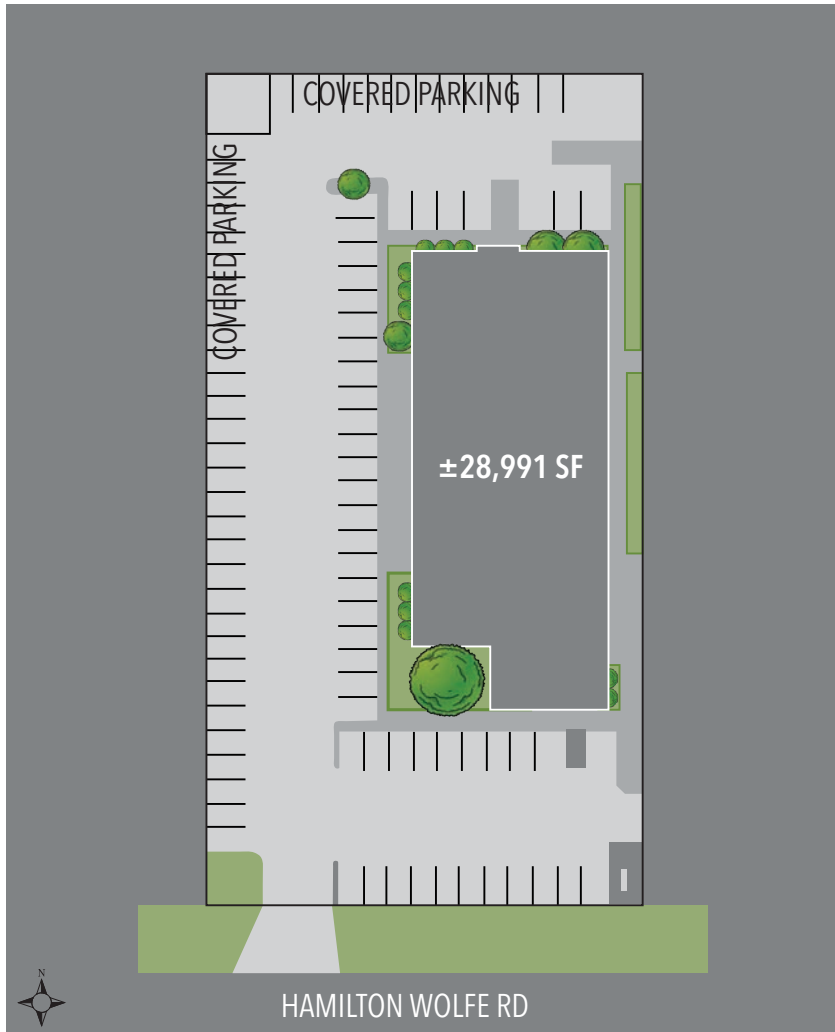 COVERED PARKING
COVERED PARKING
±28,991 SF
N
HAMILTON WOLFE RD